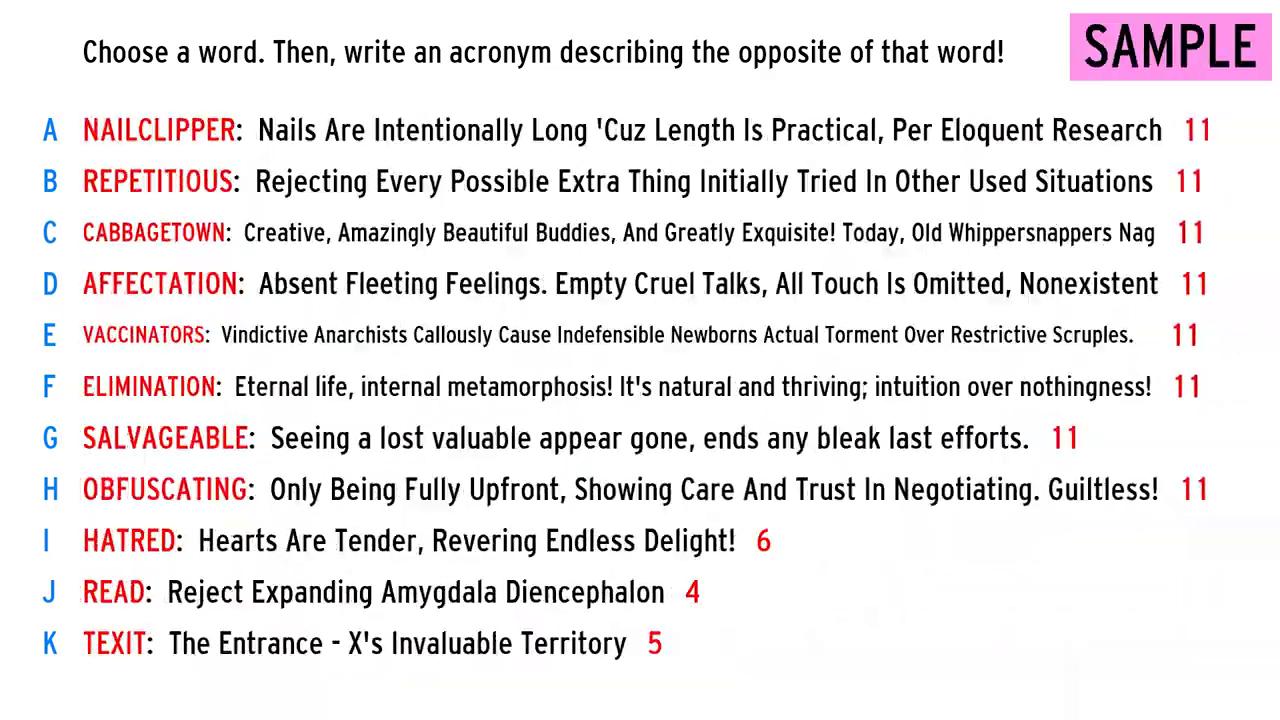 Choose a word. Then, write an acronym describing the opposite of that word!
SAMPLE
A NAILCLIPPER: Nails Are Intentionally Long 'Cuz Length Is Practical, Per Eloquent Research 11
B REPETITIOUS: Rejecting Every Possible Extra Thing Initially Tried In Other Used Situations 11
C CABBAGETOWN: Creative, Amazingly Beautiful Buddies, And Greatly Exquisite! Today, Old Whippersnappers Nag 11
D AFFECTATION: Absent Fleeting Feelings. Empty Cruel Talks, All Touch Is Omitted, Nonexistent 11
E VACCINATORS: Vindictive Anarchists Callously Cause Indefensible Newborns Actual Torment Over Restrictive Scruples. 11
F ELIMINATION: Eternal life, internal metamorphosis! It's natural and thriving; intuition over nothingness! 11
G SALVAGEABLE: Seeing a lost valuable appear gone, ends any bleak last efforts. 11
H OBFUSCATING: Only Being Fully Upfront, Showing Care And Trust In Negotiating. Guiltless! 11
I HATRED: Hearts Are Tender, Revering Endless Delight! 6
J READ: Reject Expanding Amygdala Diencephalon 4
K TEXIT: The Entrance - X's Invaluable Territory 5